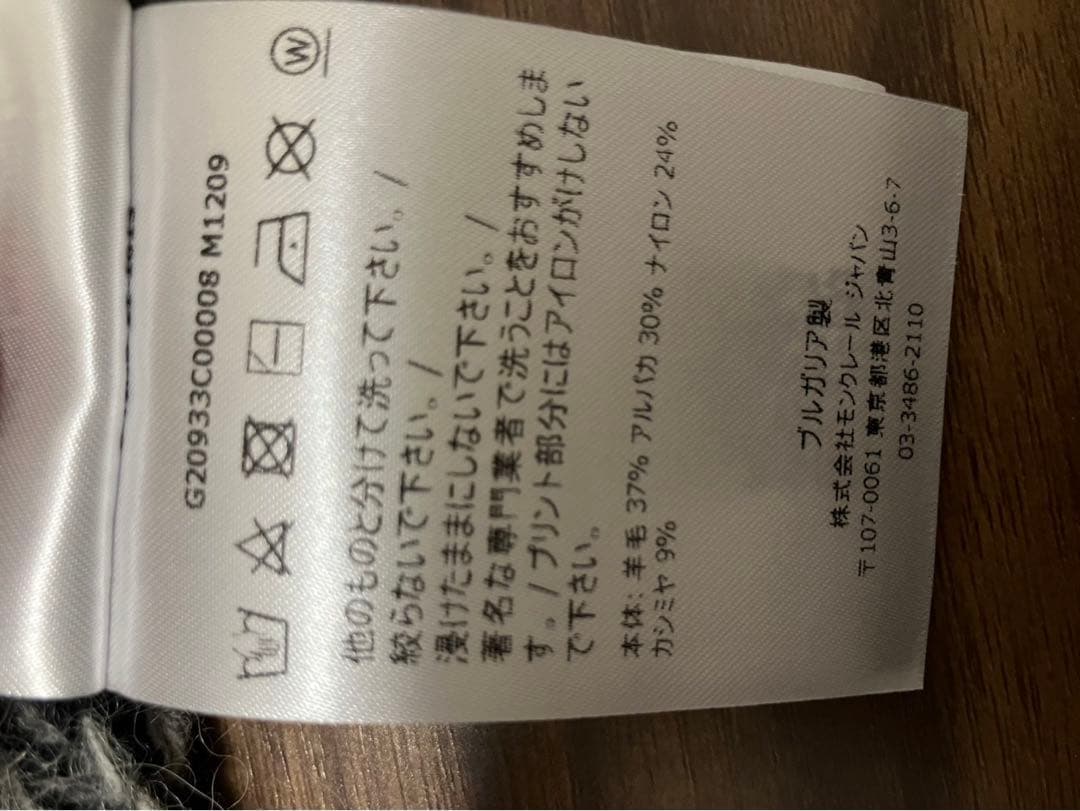 G20933C00008 M1209
W
他のものと分けて洗って下さい。/
絞らないで下さい。/
浸けたままにしないで下さい。/
著名な専門業者で洗うことをおすすめしま
す。/プリント部分にはアイロンがけしない
で下さい。
本体: 羊毛 37% アルパカ 30% ナイロン 24%
カシミヤ 9%
ブルガリア製
株式会社モンクレール ジャパン
〒107-0061 東京都港区北青山3-6-7
03-3486-2110